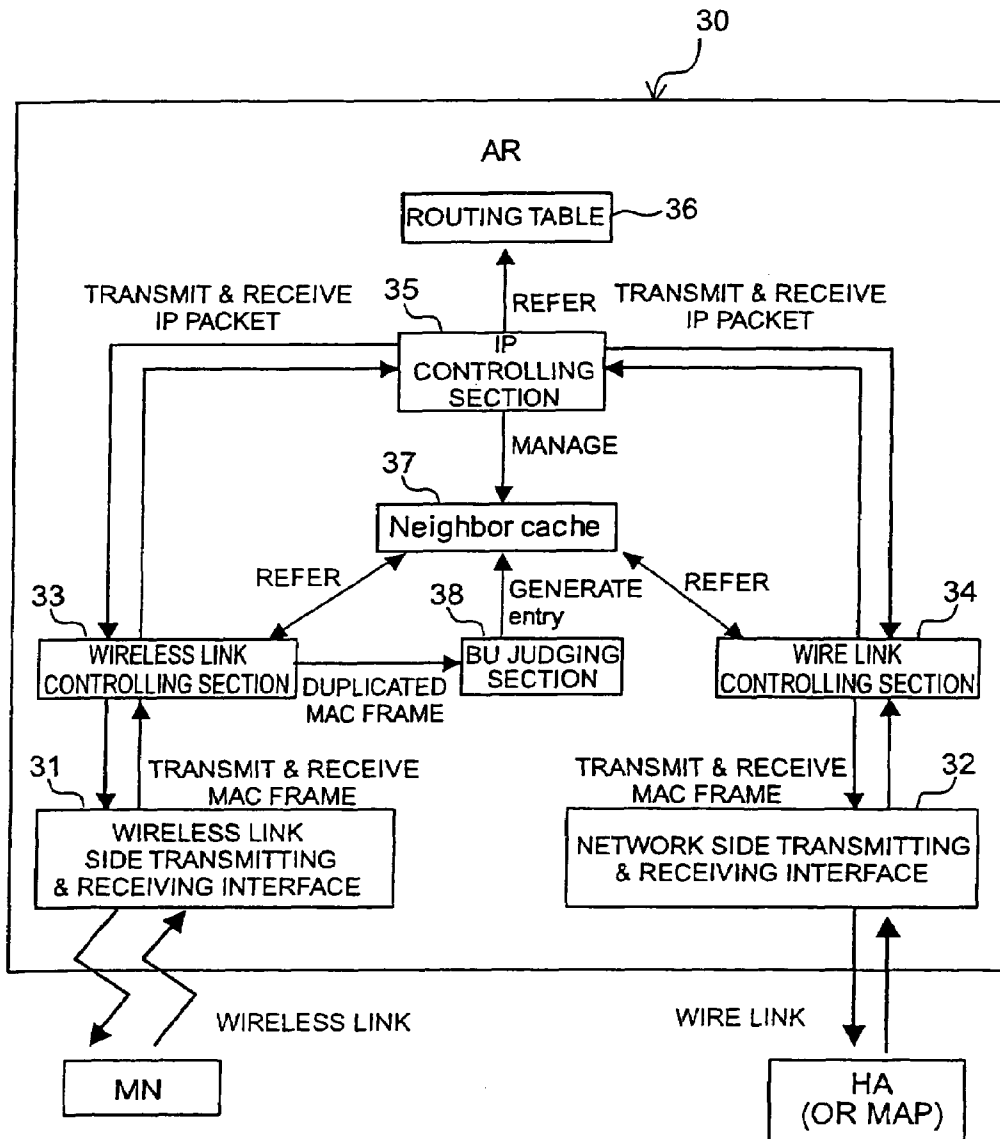 30
AR
ROUTING TABLE
36
TRANSMIT & RECEIVE
IP PACKET
35
REFER
TRANSMIT & RECEIVE
IP PACKET
IP
CONTROLLING
SECTION
MANAGE
37
Neighbor cache
REFER
GENERATE
entry
REFER
33
38
34
WIRELESS LINK
CONTROLLING SECTION
DUPLICATED
MAC FRAME
BU JUDGING
SECTION
WIRE LINK
CONTROLLING SECTION
31
TRANSMIT & RECEIVE
MAC FRAME
TRANSMIT & RECEIVE
MAC FRAME
32
WIRELESS LINK
SIDE TRANSMITTING
& RECEIVING INTERFACE
NETWORK SIDE TRANSMITTING
& RECEIVING INTERFACE
WIRELESS LINK
WIRE LINK
MN
HA
(OR MAP)